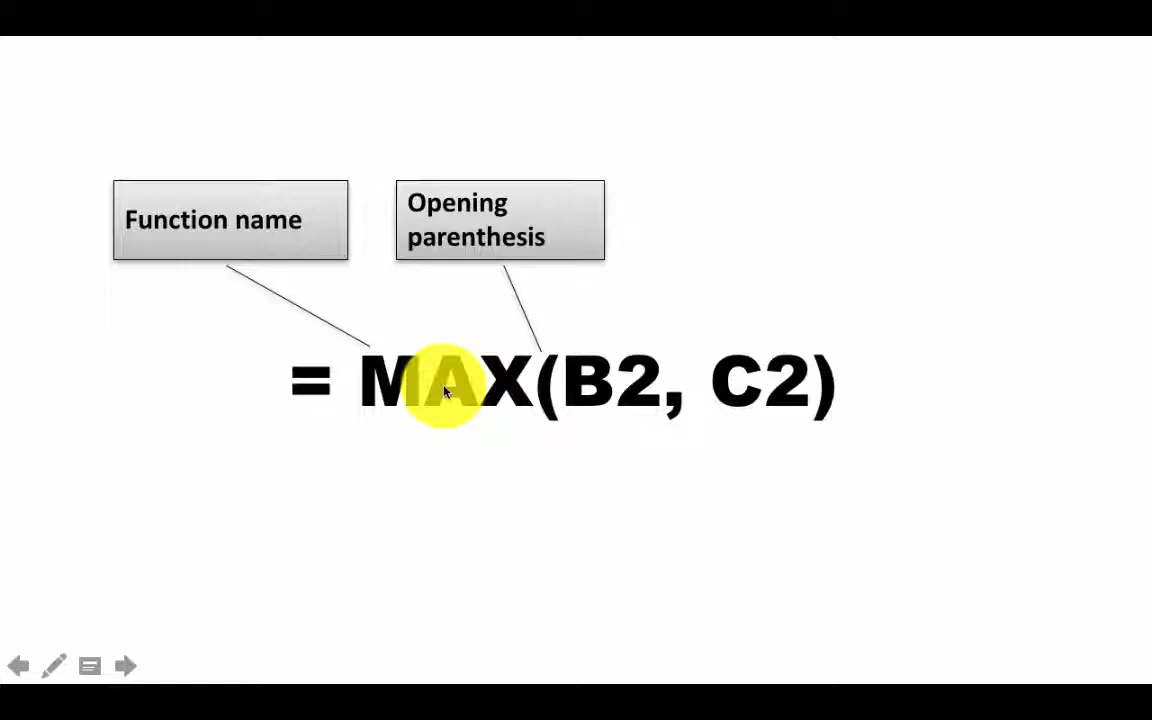 Function name
Opening
parenthesis
= MAX(B2, C2)